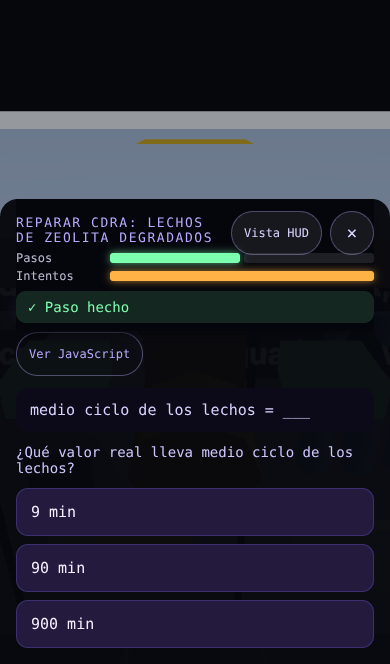 REPARAR CDRA: LECHOS
DE ZEOLITA DEGRADADOS
Vista HUD
✕
Pasos
Intentos
✓ Paso hecho
Ver JavaScript
medio ciclo de los lechos = ___
¿Qué valor real lleva medio ciclo de los
lechos?
9 min
90 min
900 min